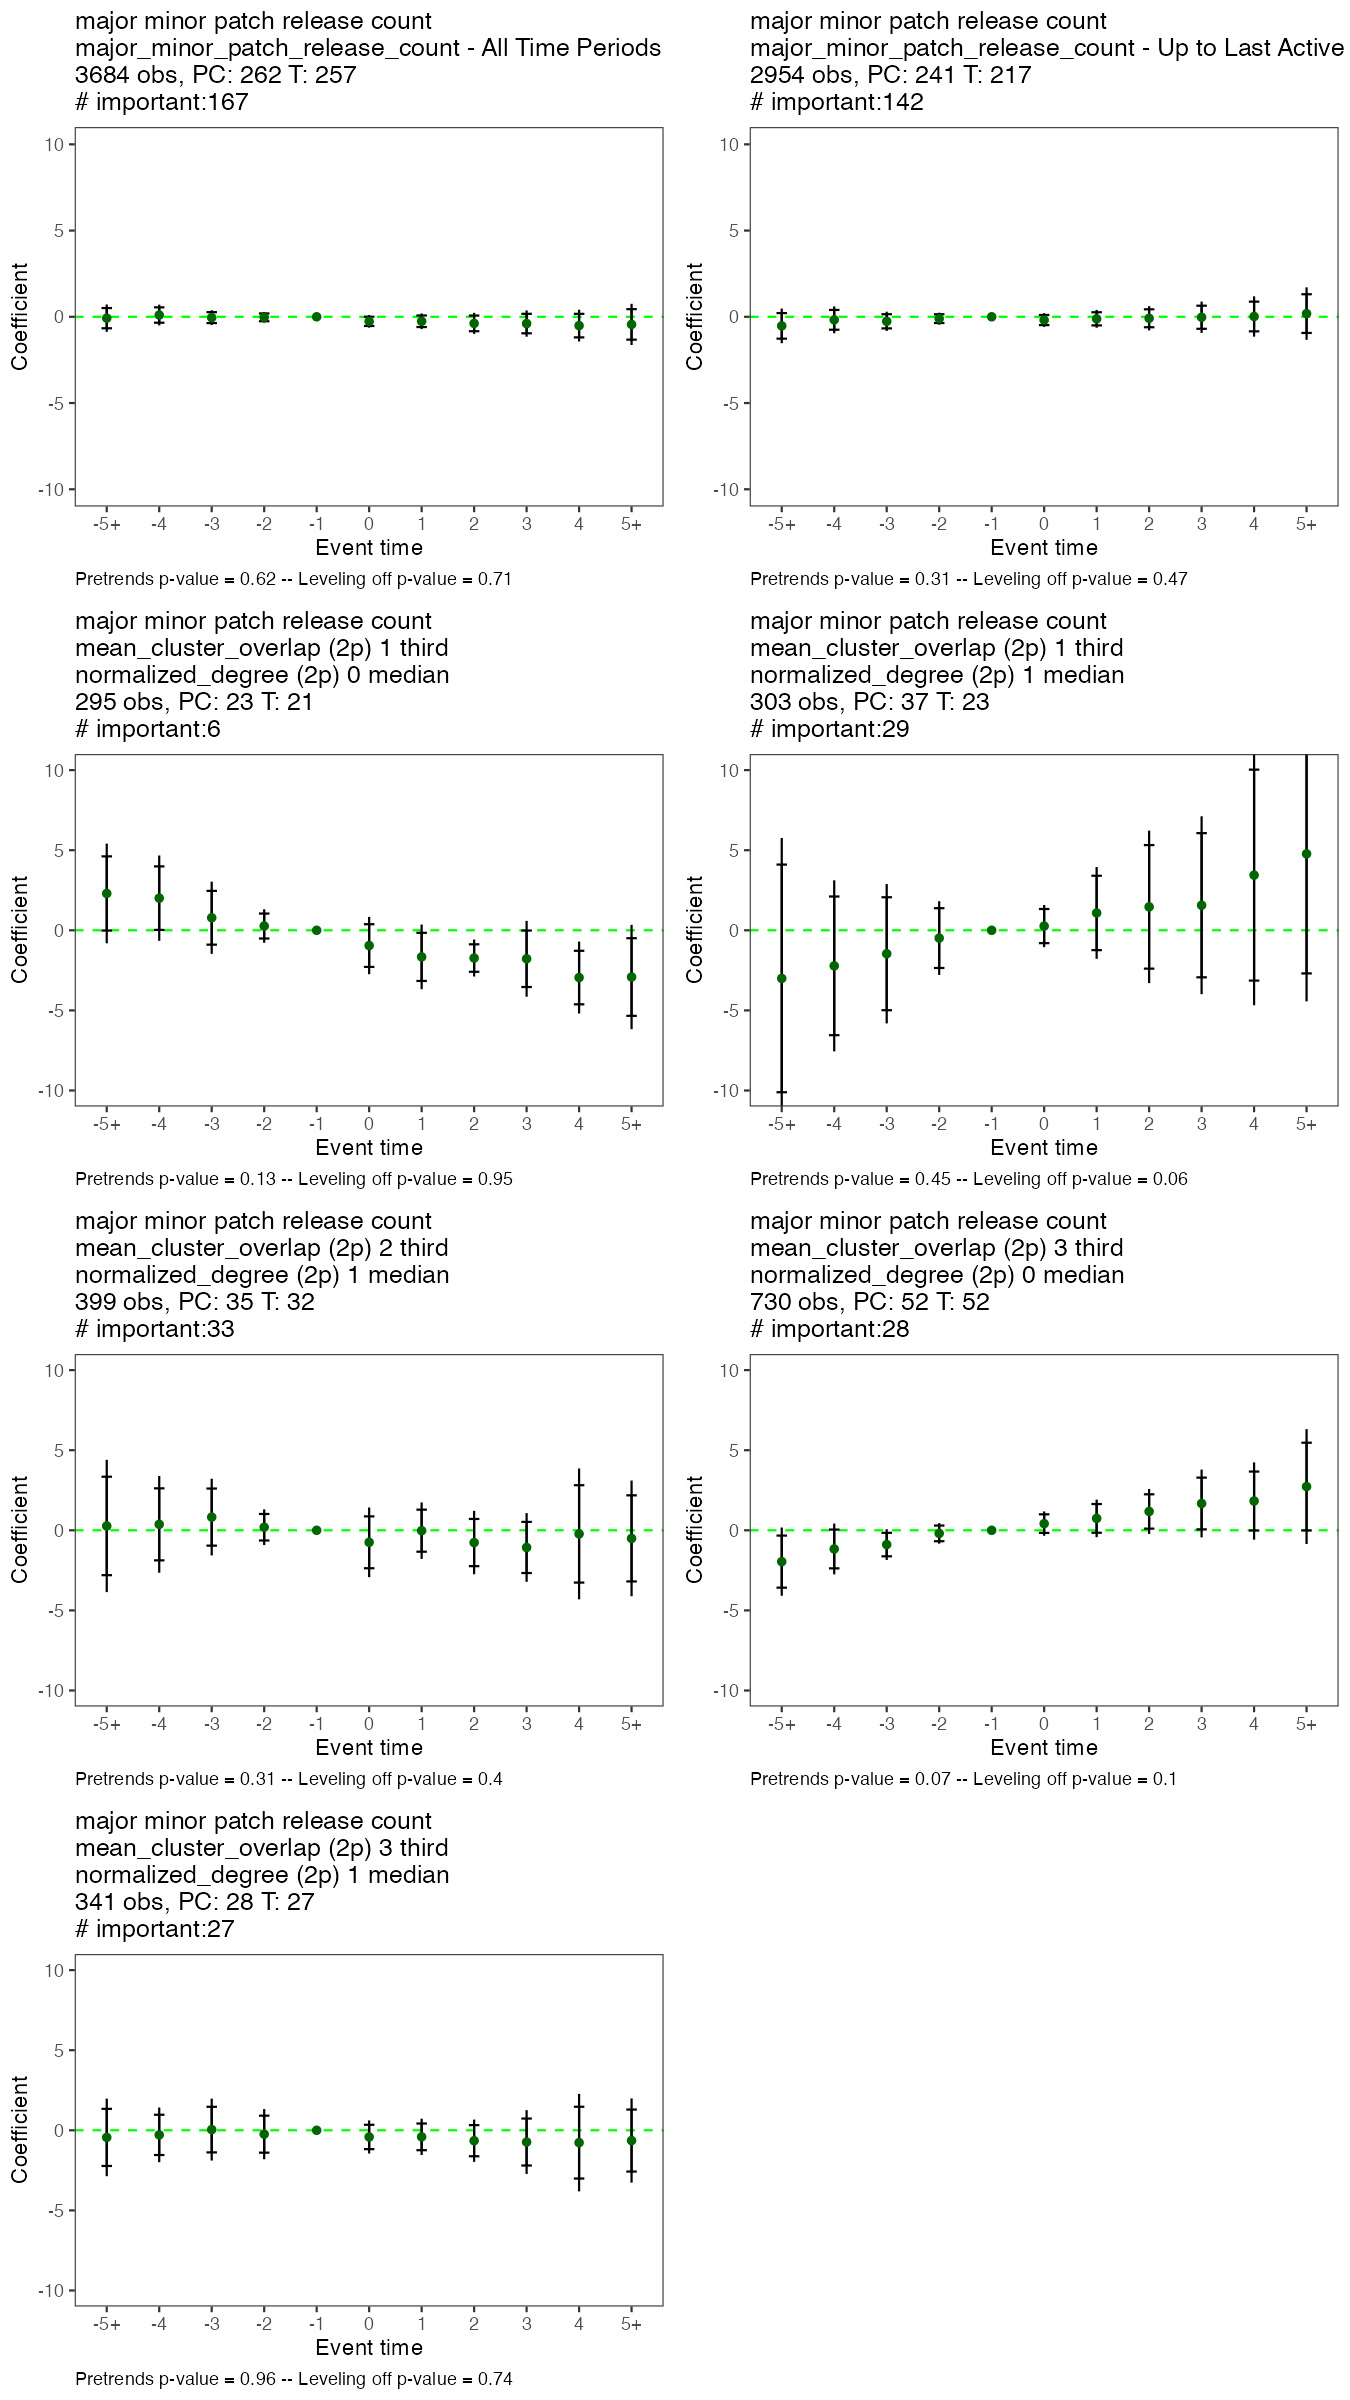 major minor patch release count
major_minor_patch_release_count - All Time Periods
3684 obs, PC: 262 T: 257
# important:167
10
5
0
-5
-10
Coefficient
-5+ -4 -3 -2 -1 0 1 2 3 4 5+
Event time
Pretrends p-value = 0.62 -- Leveling off p-value = 0.71
major minor patch release count
major_minor_patch_release_count - Up to Last Active
2954 obs, PC: 241 T: 217
# important:142
10
5
0
-5
-10
Coefficient
-5+ -4 -3 -2 -1 0 1 2 3 4 5+
Event time
Pretrends p-value = 0.31 -- Leveling off p-value = 0.47
major minor patch release count
mean_cluster_overlap (2p) 1 third
normalized_degree (2p) 0 median
295 obs, PC: 23 T: 21
# important:6
10
5
0
-5
-10
Coefficient
-5+ -4 -3 -2 -1 0 1 2 3 4 5+
Event time
Pretrends p-value = 0.13 -- Leveling off p-value = 0.95
major minor patch release count
mean_cluster_overlap (2p) 1 third
normalized_degree (2p) 1 median
303 obs, PC: 37 T: 23
# important:29
10
5
0
-5
-10
Coefficient
-5+ -4 -3 -2 -1 0 1 2 3 4 5+
Event time
Pretrends p-value = 0.45 -- Leveling off p-value = 0.06
major minor patch release count
mean_cluster_overlap (2p) 2 third
normalized_degree (2p) 1 median
399 obs, PC: 35 T: 32
# important:33
10
5
0
-5
-10
Coefficient
-5+ -4 -3 -2 -1 0 1 2 3 4 5+
Event time
Pretrends p-value = 0.31 -- Leveling off p-value = 0.4
major minor patch release count
mean_cluster_overlap (2p) 3 third
normalized_degree (2p) 0 median
730 obs, PC: 52 T: 52
# important:28
10
5
0
-5
-10
Coefficient
-5+ -4 -3 -2 -1 0 1 2 3 4 5+
Event time
Pretrends p-value = 0.07 -- Leveling off p-value = 0.1
major minor patch release count
mean_cluster_overlap (2p) 3 third
normalized_degree (2p) 1 median
341 obs, PC: 28 T: 27
# important:27
10
5
0
-5
-10
Coefficient
-5+ -4 -3 -2 -1 0 1 2 3 4 5+
Event time
Pretrends p-value = 0.96 -- Leveling off p-value = 0.74